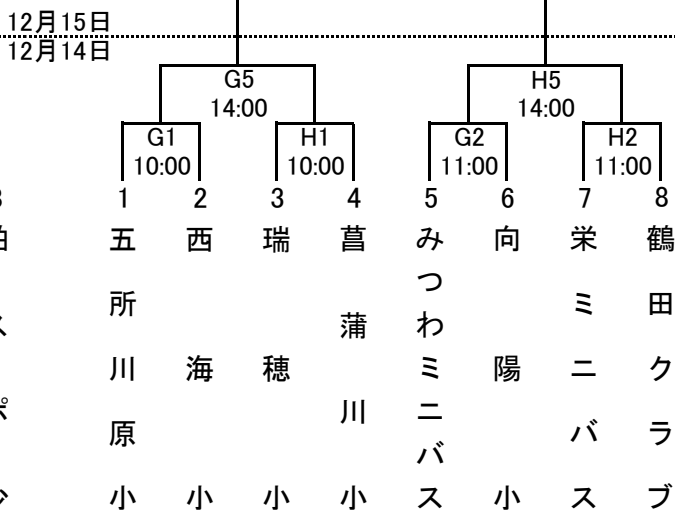 12月15日
12月14日
G5
14:00
H5
14:00
G1
10:00
H1
10:00
G2
11:00
H2
11:00
1 2 3 4 5 6 7 8
五所川原小
西海小
瑞穂小
菖蒲川小
みつわミニバス
向陽小
栄ミニバス
鶴田クラブ